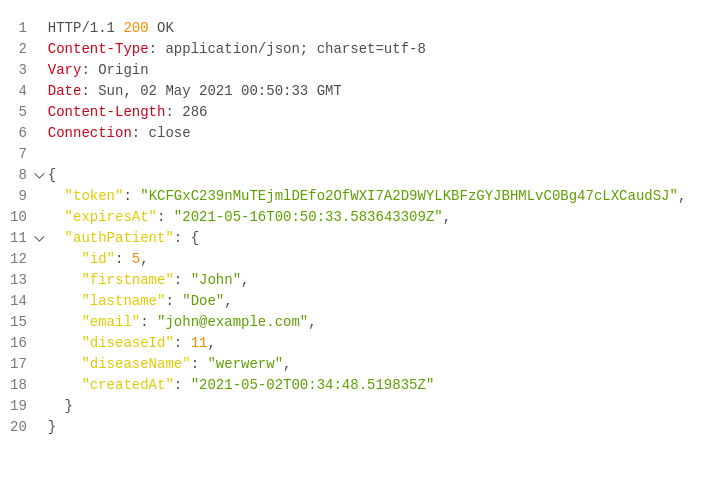 1 HTTP/1.1 200 OK
2 Content-Type: application/json; charset=utf-8
3 Vary: Origin
4 Date: Sun, 02 May 2021 00:50:33 GMT
5 Content-Length: 286
6 Connection: close
7
8 {
9 "token": "KCFGxC239nMuTEjmlDEfo2OfWXI7A2D9WYLKBFzGYJBHMLvC0Bg47cLXCaudSJ",
10 "expiresAt": "2021-05-16T00:50:33.583643309Z",
11 "authPatient": {
12 "id": 5,
13 "firstname": "John",
14 "lastname": "Doe",
15 "email": "john@example.com",
16 "diseaseId": 11,
17 "diseaseName": "werwerw",
18 "createdAt": "2021-05-02T00:34:48.519835Z"
19 }
20 }